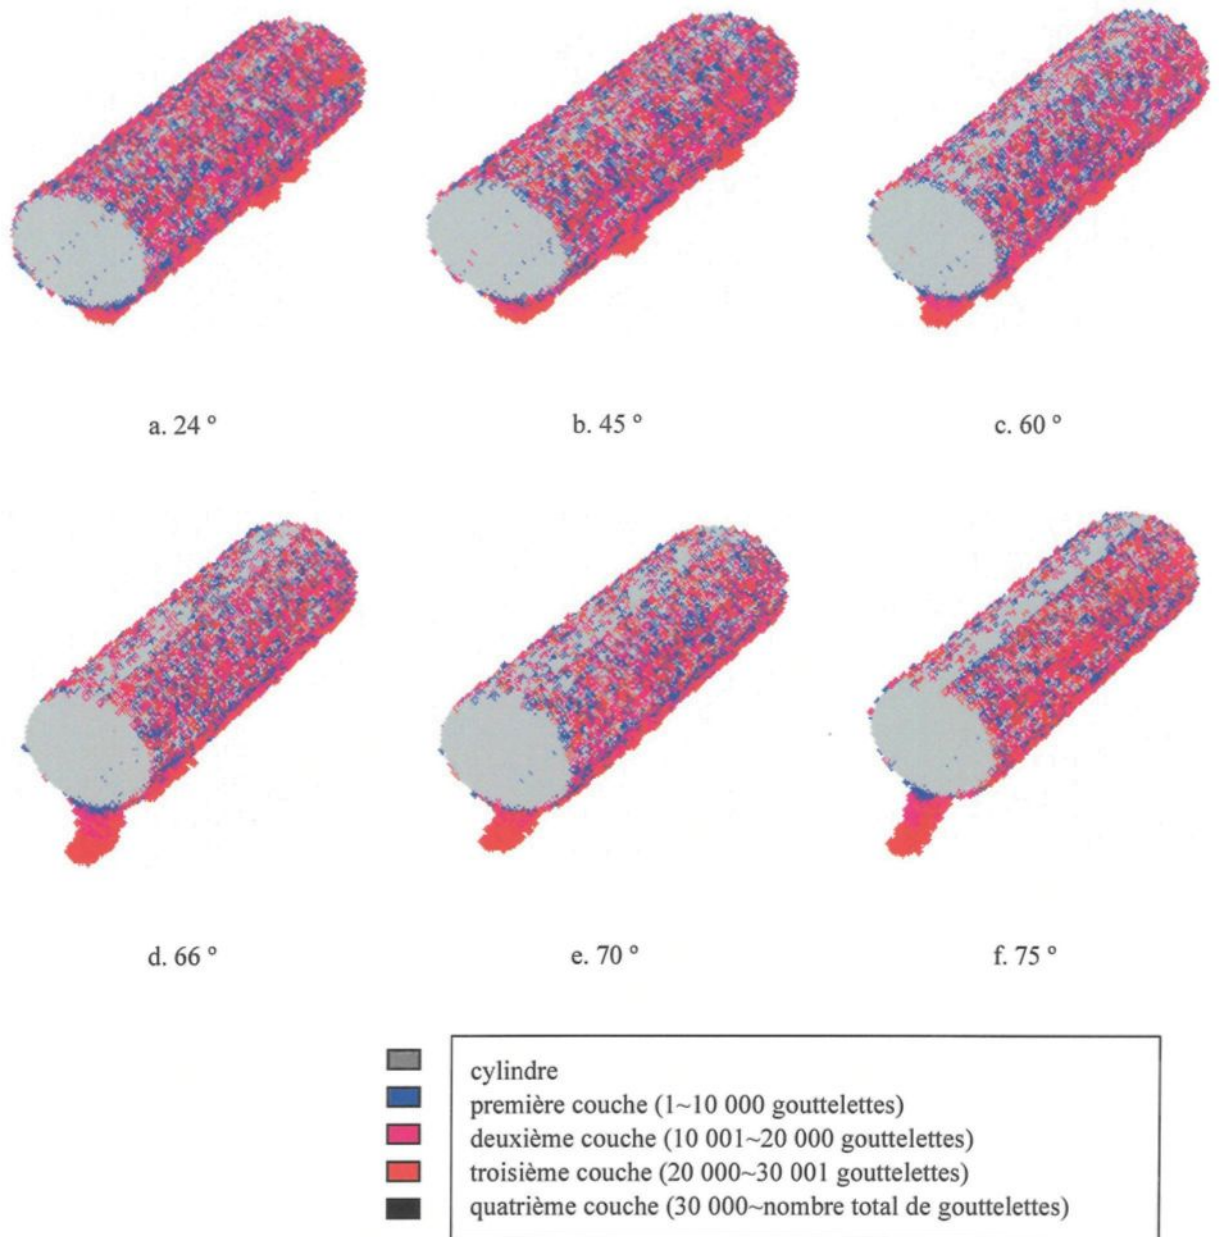 a. 24 °
b. 45 °
c. 60 °
d. 66 °
e. 70 °
f. 75 °
cylindre
première couche (1~10 000 gouttelettes)
deuxième couche (10 001~20 000 gouttelettes)
troisième couche (20 000~30 001 gouttelettes)
quatrième couche (30 000~nombre total de gouttelettes)